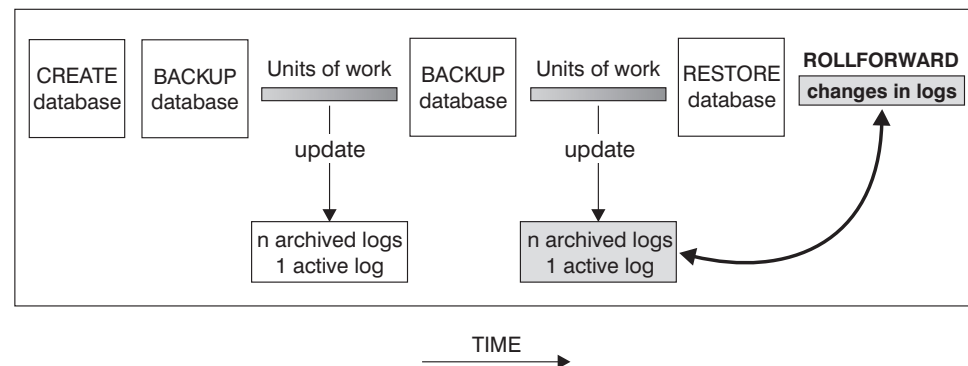 CREATE
database
BACKUP
database
Units of work
update
n archived logs
1 active log
BACKUP
database
Units of work
update
n archived logs
1 active log
RESTORE
database
ROLLFORWARD
changes in logs
TIME